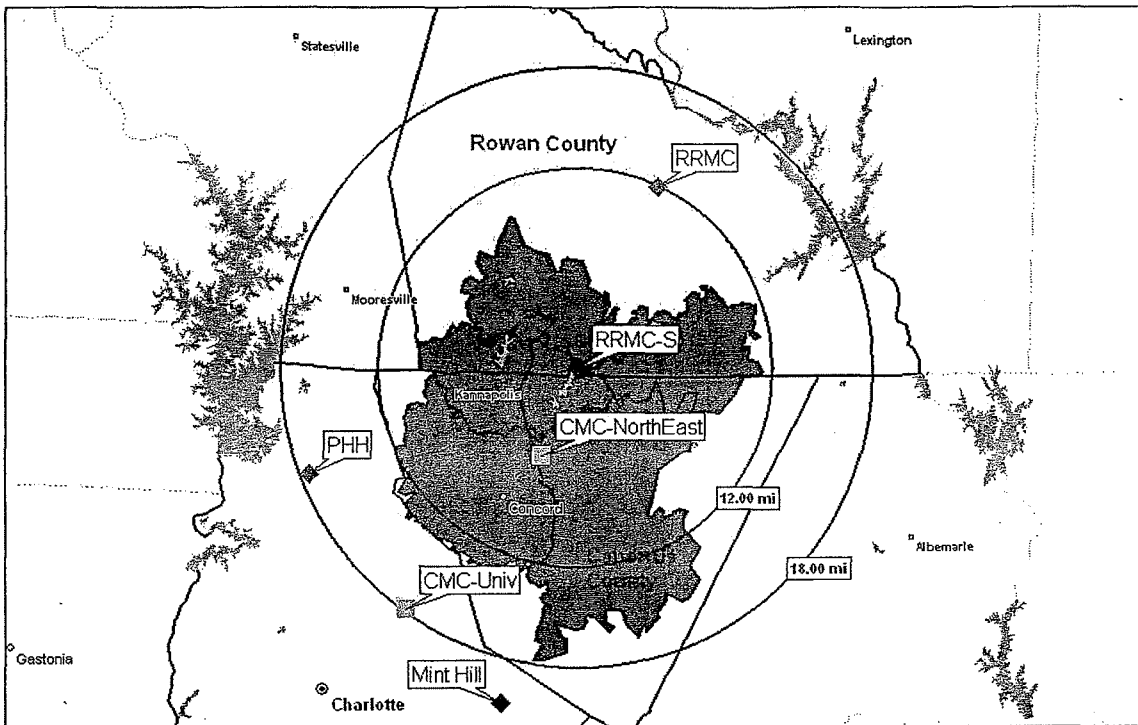 Statesville
Lexington
Rowan County
RRMC
Mooresville
RRMC-S
Kannapolis
CMC-NorthEast
PHH
12.00 mi
Concord
Albemarle
County
18.00 mi
CMC-Univ
Gastonia
Mint Hill
Charlotte